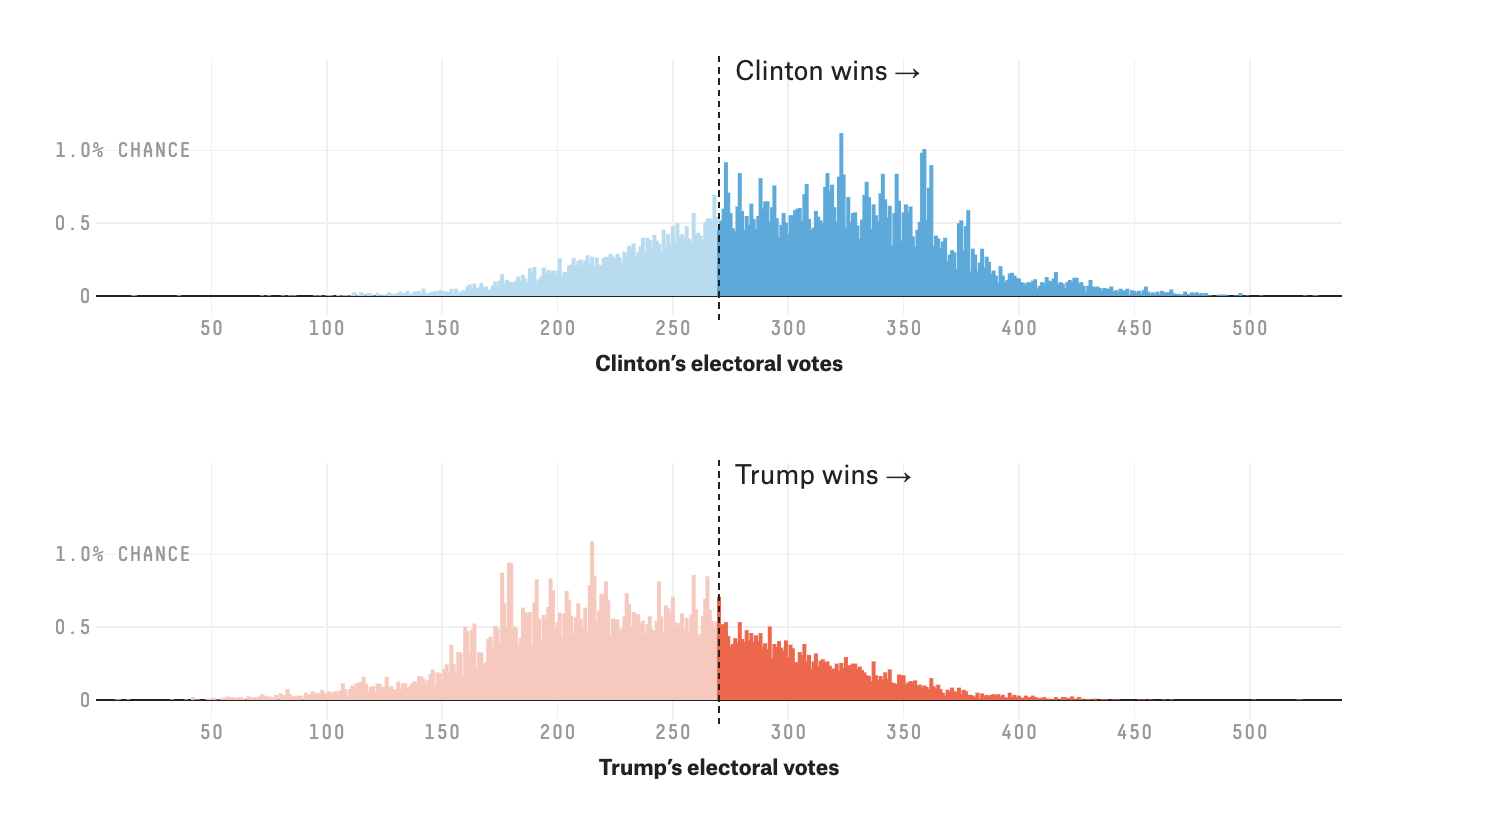 Clinton wins →
1.0% CHANCE
0.5
0
50 100 150 200 250 300 350 400 450 500
Clinton’s electoral votes
Trump wins →
1.0% CHANCE
0.5
0
50 100 150 200 250 300 350 400 450 500
Trump’s electoral votes